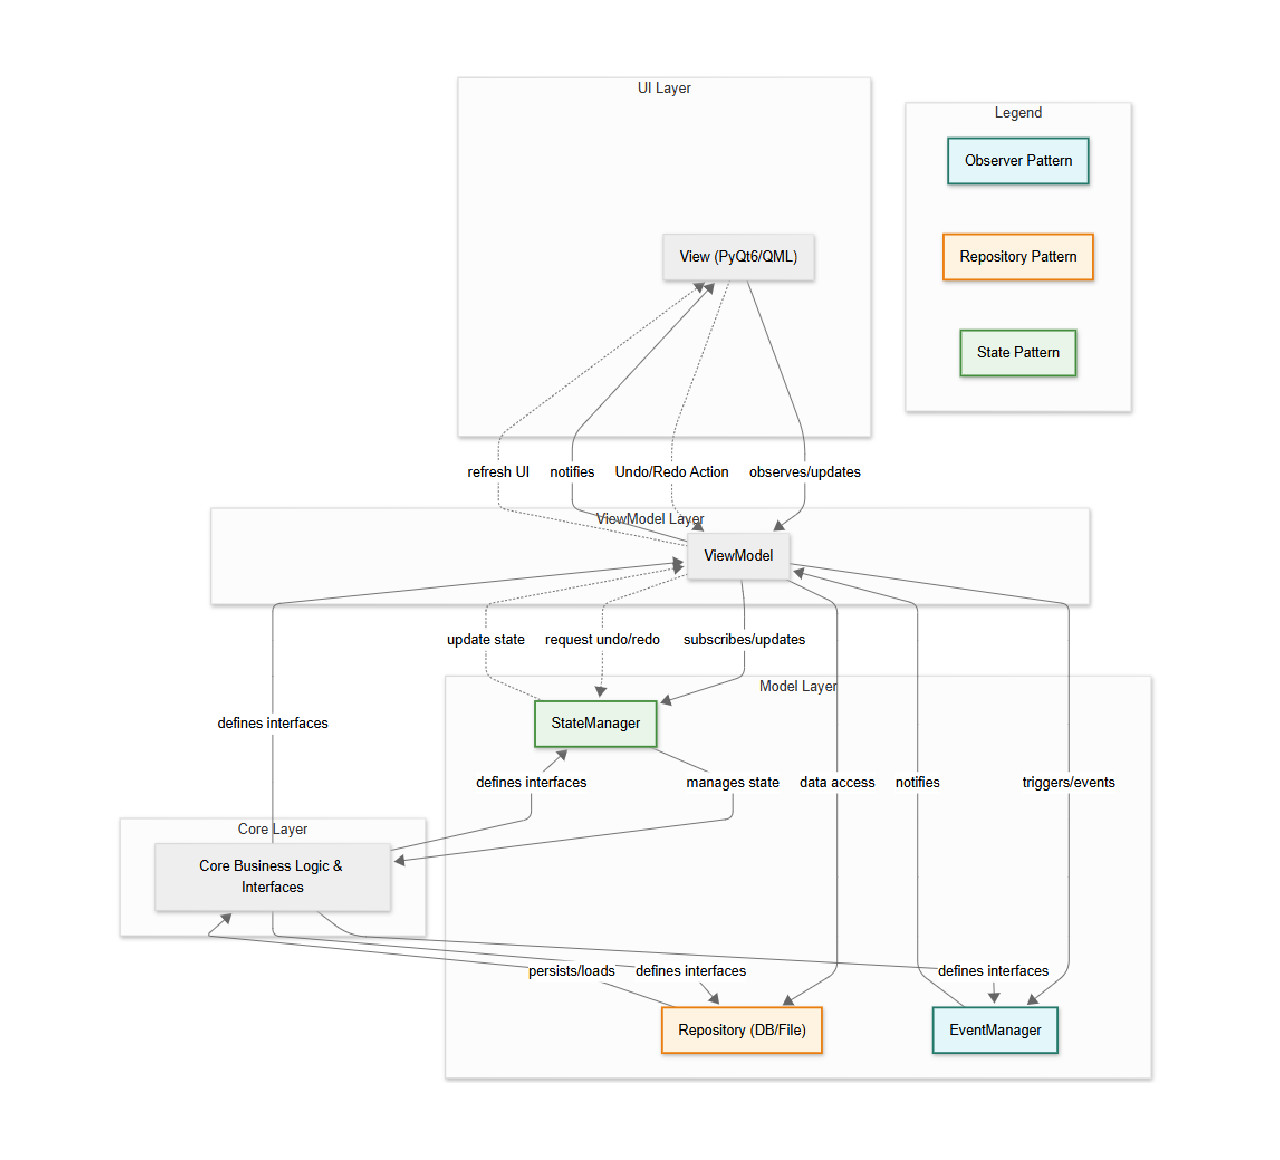 UI Layer
Legend
Observer Pattern
View (PyQt6/QML)
Repository Pattern
State Pattern
refresh UI
notifies
Undo/Redo Action
observes/updates
ViewModel Layer
ViewModel
update state
request undo/redo
subscribes/updates
Model Layer
StateManager
defines interfaces
defines interfaces
manages state
data access
notifies
triggers/events
Core Layer
Core Business Logic &
Interfaces
persists/loads
defines interfaces
defines interfaces
Repository (DB/File)
EventManager